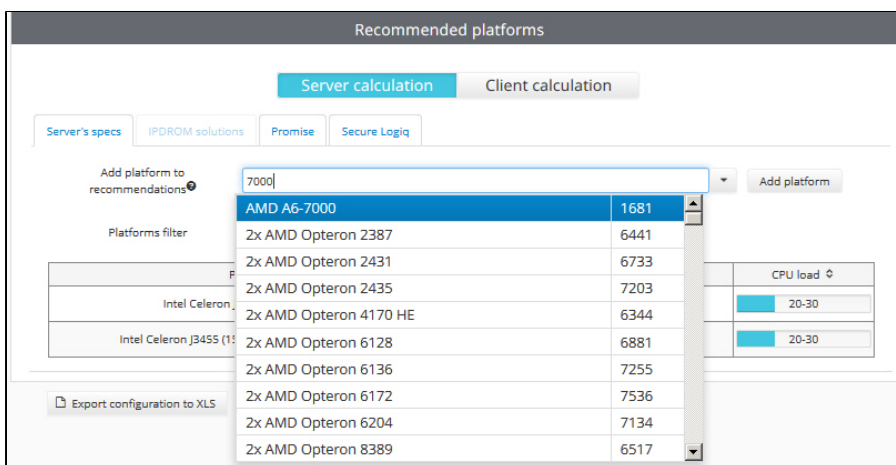 Recommended platforms
Server calculation Client calculation
Server's specs IPDROM solutions Promise Secure Logiq
Add platform to
recommendations? 7000 Add platform
AMD A6-7000 1681
Platforms filter 2x AMD Opteron 2387 6441
2x AMD Opteron 2431 6733
2x AMD Opteron 2435 7203 CPU load
Intel Celeron 2x AMD Opteron 4170 HE 6344 20-30
2x AMD Opteron 6128 6881
Intel Celeron J3455 (15 2x AMD Opteron 6136 7255 20-30
2x AMD Opteron 6172 7536
Export configuration to XLS 2x AMD Opteron 6204 7134
2x AMD Opteron 8389 6517